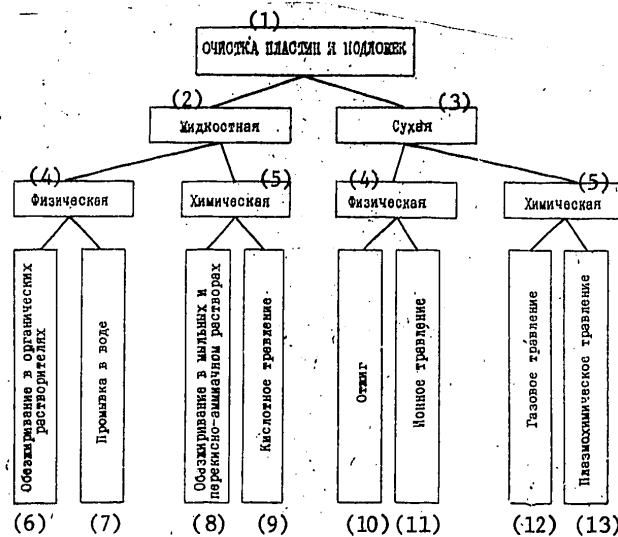 (1)
ОЧИСТКА ПЛАСТИН И ПОДЛОЖЕК
(2)
Жидкостная
(3)
Сухая
(4)
Физическая
(5)
Химическая
(4)
Физическая
(5)
Химическая
Обезжиривание в органических
растворителях
Промывка в воде
Обезжиривание в мыльных и
перекисно-аммиачном растворах
Кислотное травление
Отжиг
Ионное травление
Газовое травление
Плазмохимическое травление
(6) (7) (8) (9) (10) (11) (12) (13)